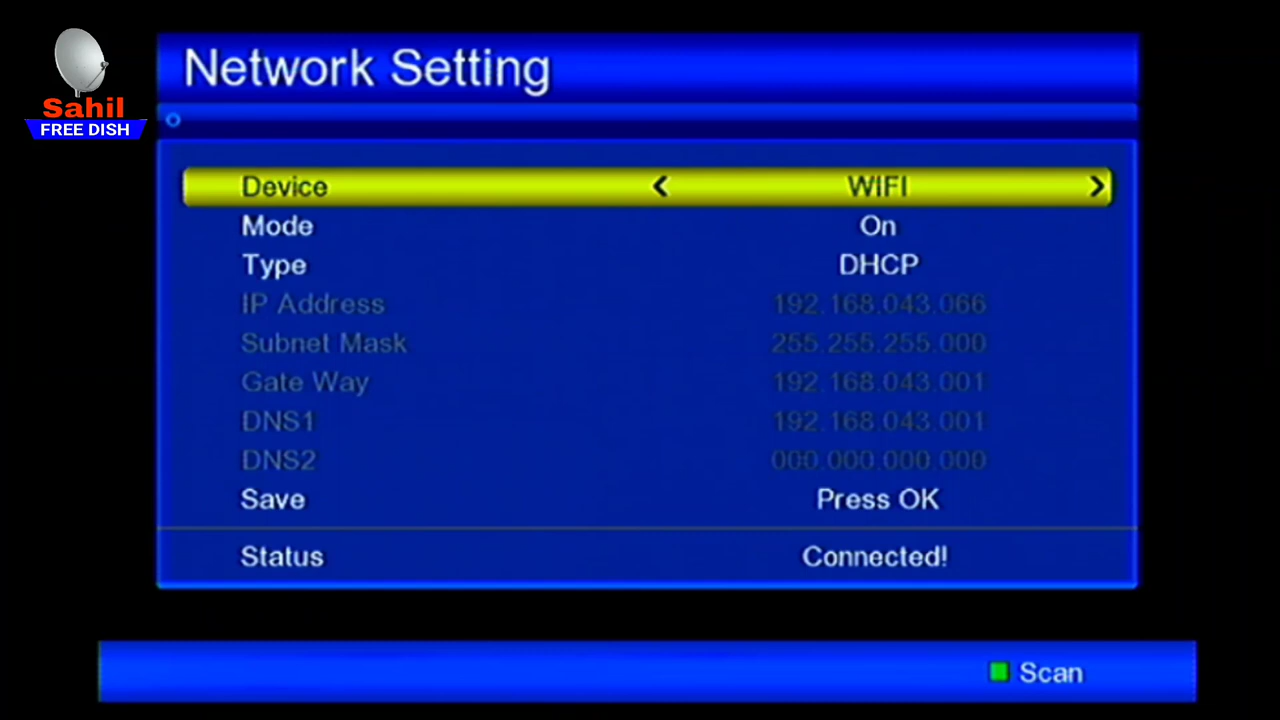 Sahil
FREE DISH
Network Setting
Device < WIFI >
Mode On
Type DHCP
IP Address 192.168.043.066
Subnet Mask 255.255.255.000
Gate Way 192.168.043.001
DNS1 192.168.043.001
DNS2 000.000.000.000
Save Press OK
Status Connected!
Scan